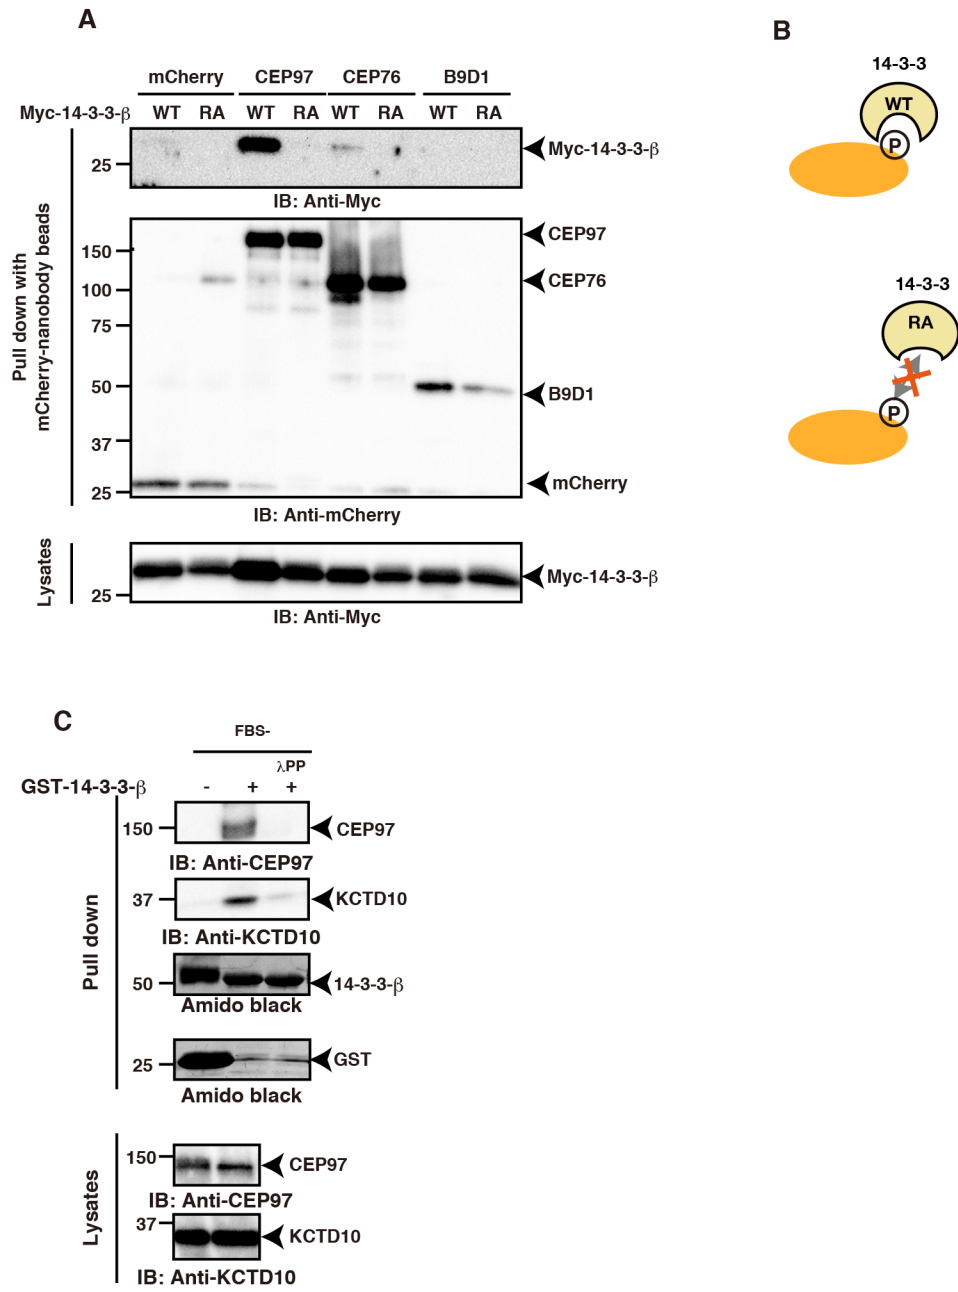 A
mCherry CEP97 CEP76 B9D1
Myc-14-3-3-β WT RA WT RA WT RA WT RA
Pull down with
mCherry-nanobody beads
25
Myc-14-3-3-β
IB: Anti-Myc
150
100
75
50
37
25
CEP97
CEP76
B9D1
mCherry
IB: Anti-mCherry
Lysates
25
Myc-14-3-3-β
IB: Anti-Myc
B
14-3-3
WT
P
14-3-3
RA
P
C
FBS-
λPP
GST-14-3-3-β - + +
Pull down
150 CEP97
IB: Anti-CEP97
37 KCTD10
IB: Anti-KCTD10
50 14-3-3-β
Amido black
25 GST
Amido black
Lysates
150 CEP97
IB: Anti-CEP97
37 KCTD10
IB: Anti-KCTD10